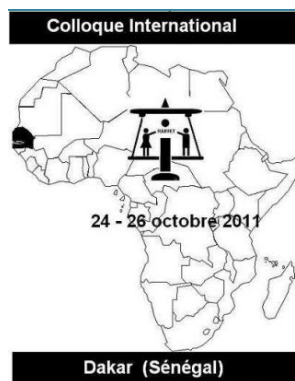 Colloque International
24 - 26 octobre 2011
Dakar (Sénégal)